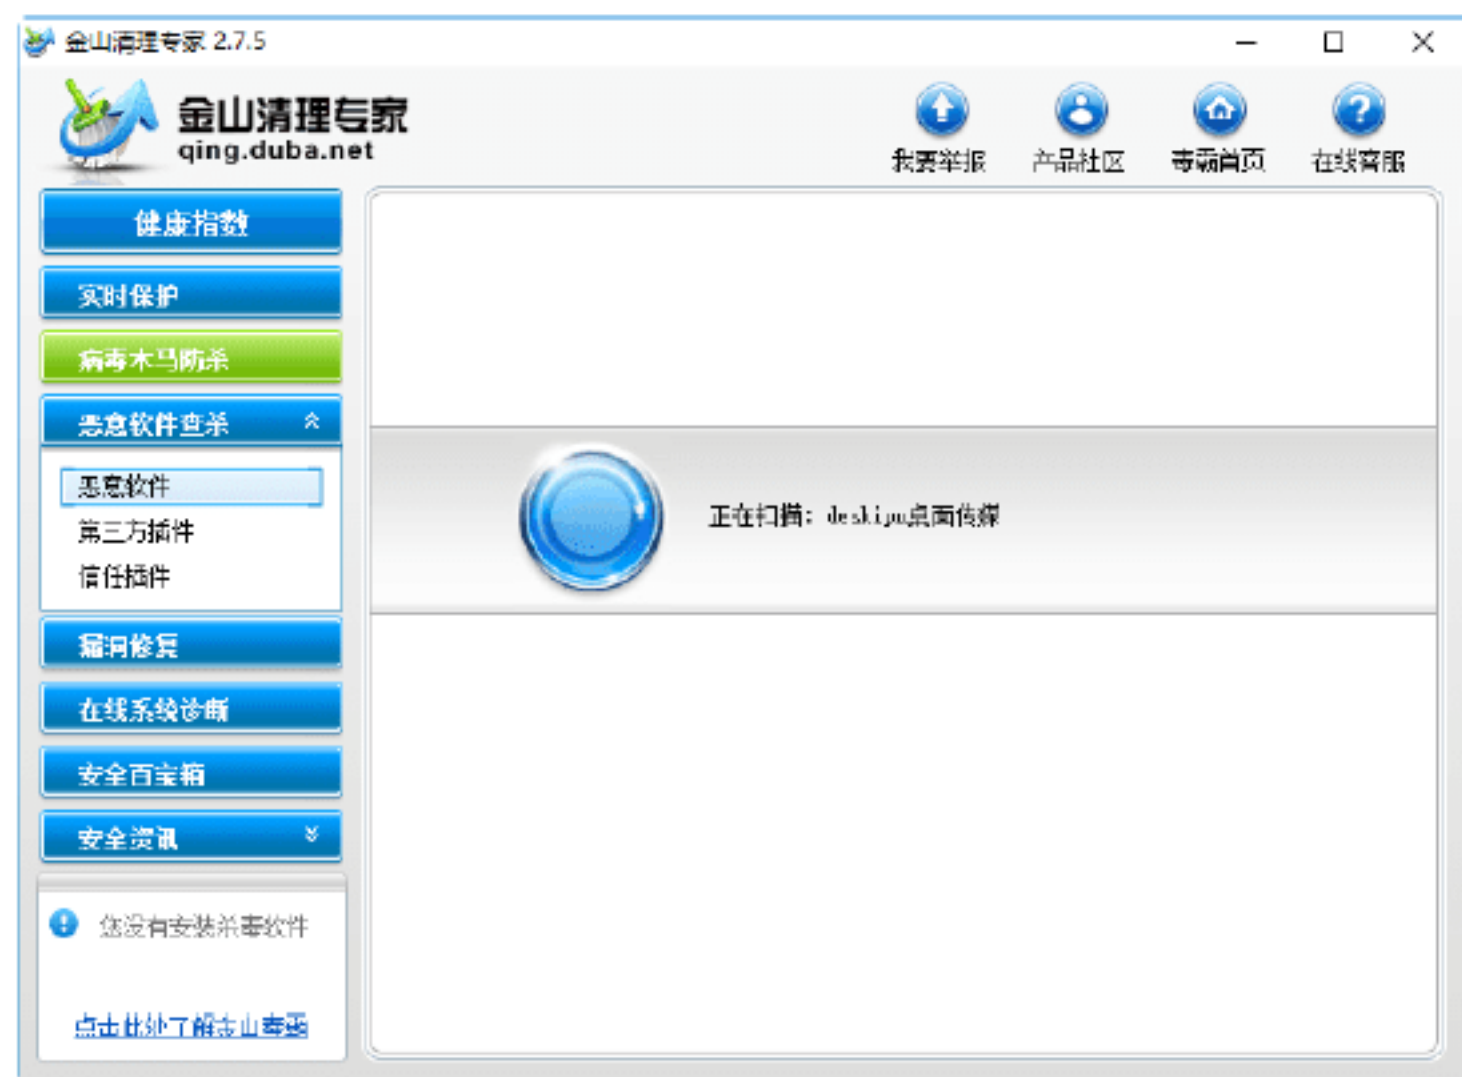 金山清理专家 2.7.5
金山清理专家
qing.duba.net
我要举报
产品社区
毒霸首页
在线客服
健康指数
实时保护
病毒木马防杀
恶意软件查杀
恶意软件
第三方插件
信任插件
漏洞修复
在线系统诊断
安全百宝箱
安全资讯
正在扫描: deskipn桌面传媒
您没有安装杀毒软件
点击此处了解金山毒霸